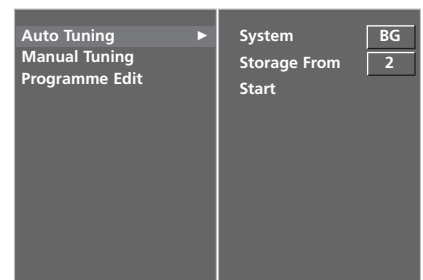 Auto Tuning ►
Manual Tuning
Programme Edit
System BG
Storage From 2
Start